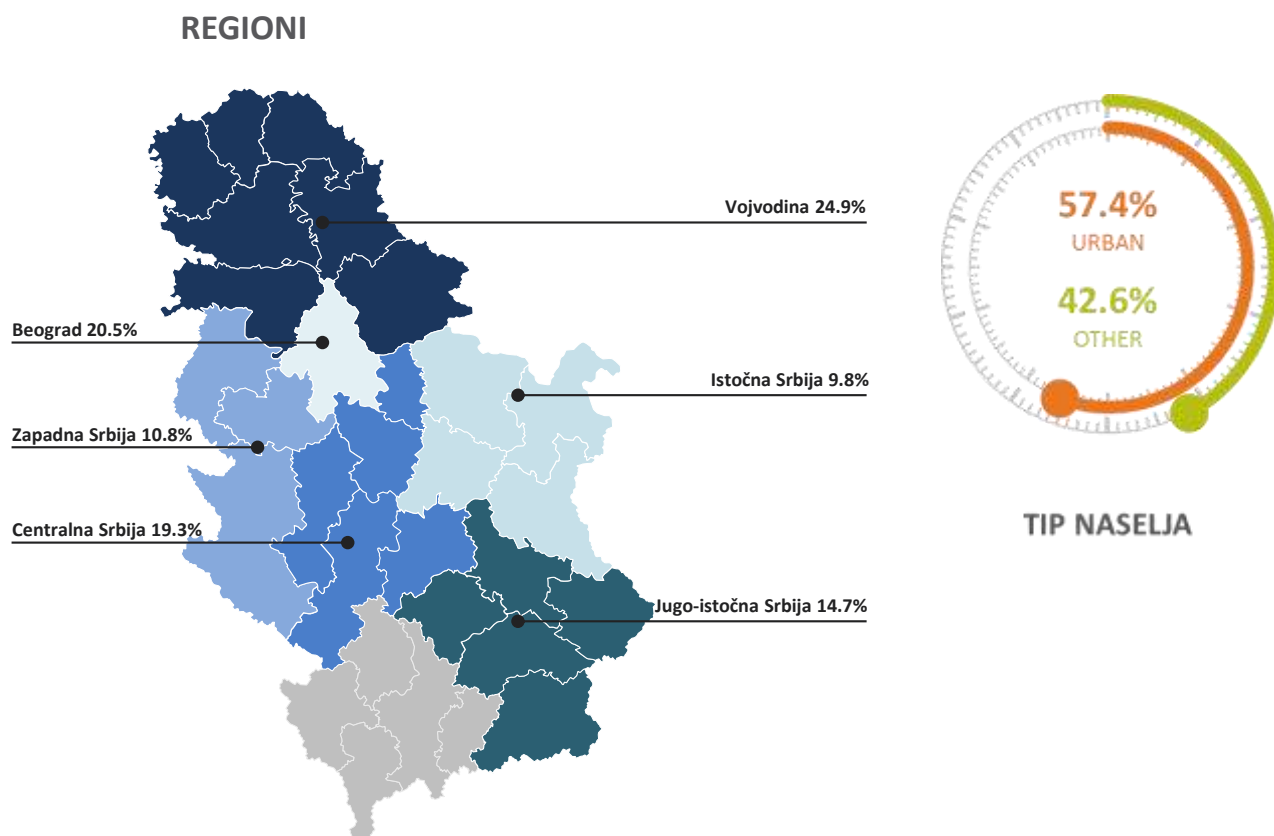 REGIONI
Vojvodina 24.9%
Beograd 20.5%
Istočna Srbija 9.8%
Zapadna Srbija 10.8%
Centralna Srbija 19.3%
Jugo-istočna Srbija 14.7%
57.4%
URBAN
42.6%
OTHER
TIP NASELJA